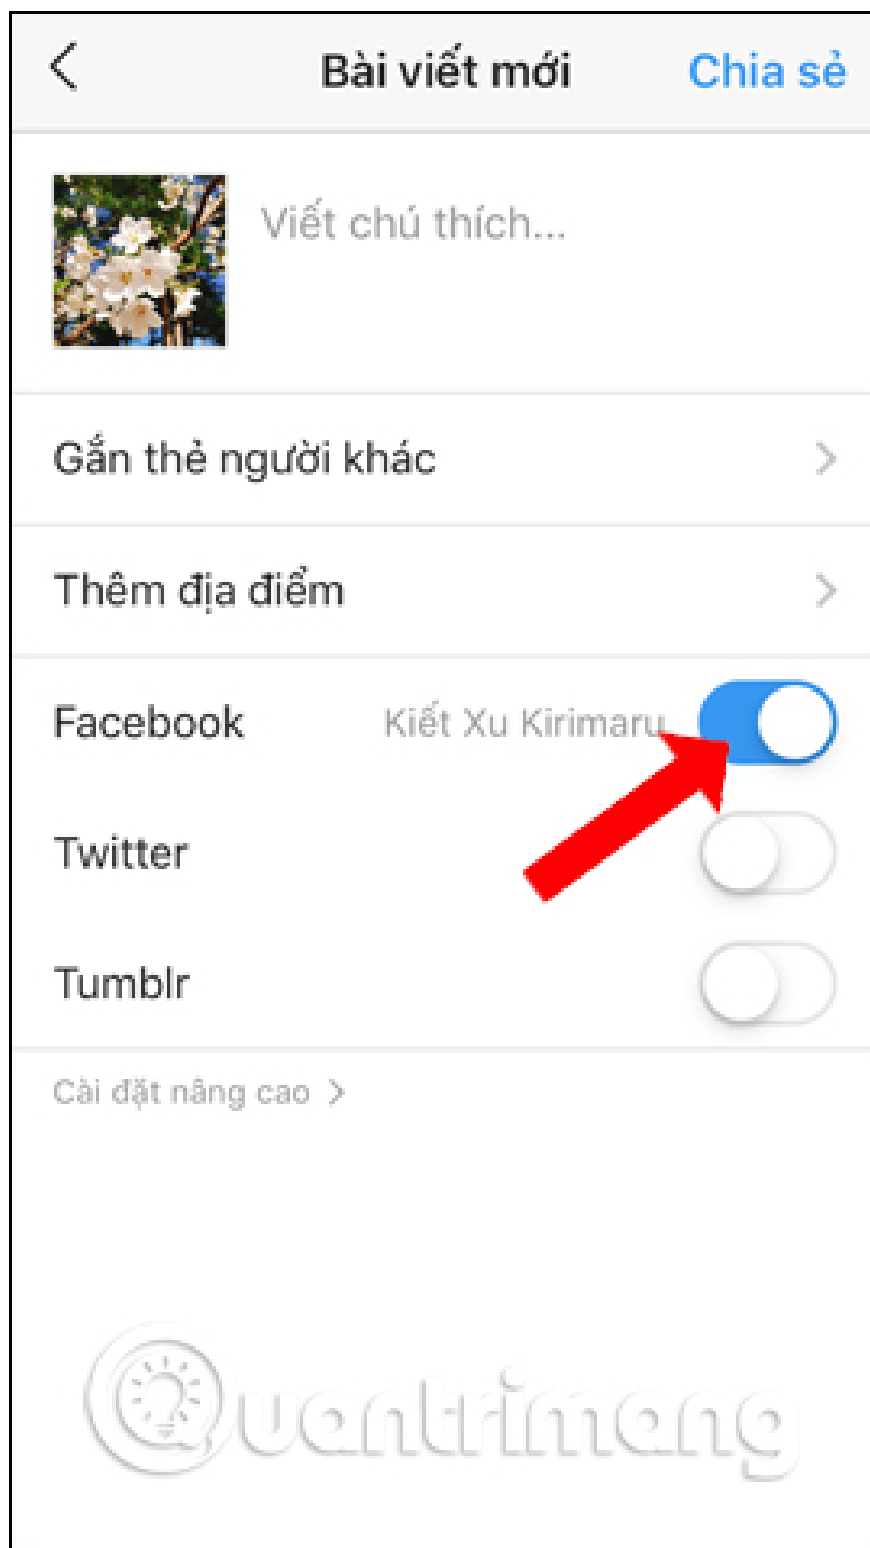 Bài viết mới
Chia sẻ
Viết chú thích...
Gắn thẻ người khác
Thêm địa điểm
Facebook Kiết Xu Kirimaru
Twitter
Tumblr
Cài đặt nâng cao
Quantrimang